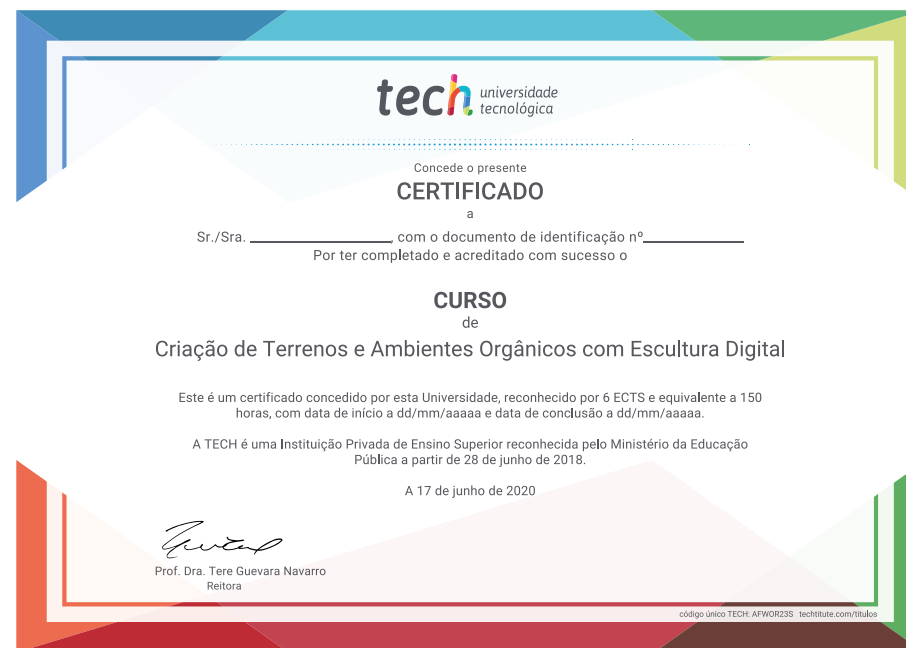 tech universidade
tecnológica
Concede o presente
CERTIFICADO
a
Sr./Sra. ____________, com o documento de identificação nº____________
Por ter completado e acreditado com sucesso o
CURSO
de
Criação de Terrenos e Ambientes Orgânicos com Escultura Digital
Este é um certificado concedido por esta Universidade, reconhecido por 6 ECTS e equivalente a 150
horas, com data de início a dd/mm/aaaaa e data de conclusão a dd/mm/aaaaa.
A TECH é uma Instituição Privada de Ensino Superior reconhecida pelo Ministério da Educação
Pública a partir de 28 de junho de 2018.
A 17 de junho de 2020
Prof. Dra. Tere Guevara Navarro
Reitora
código único TECH: AFWOR23S techtitute.com/titulos